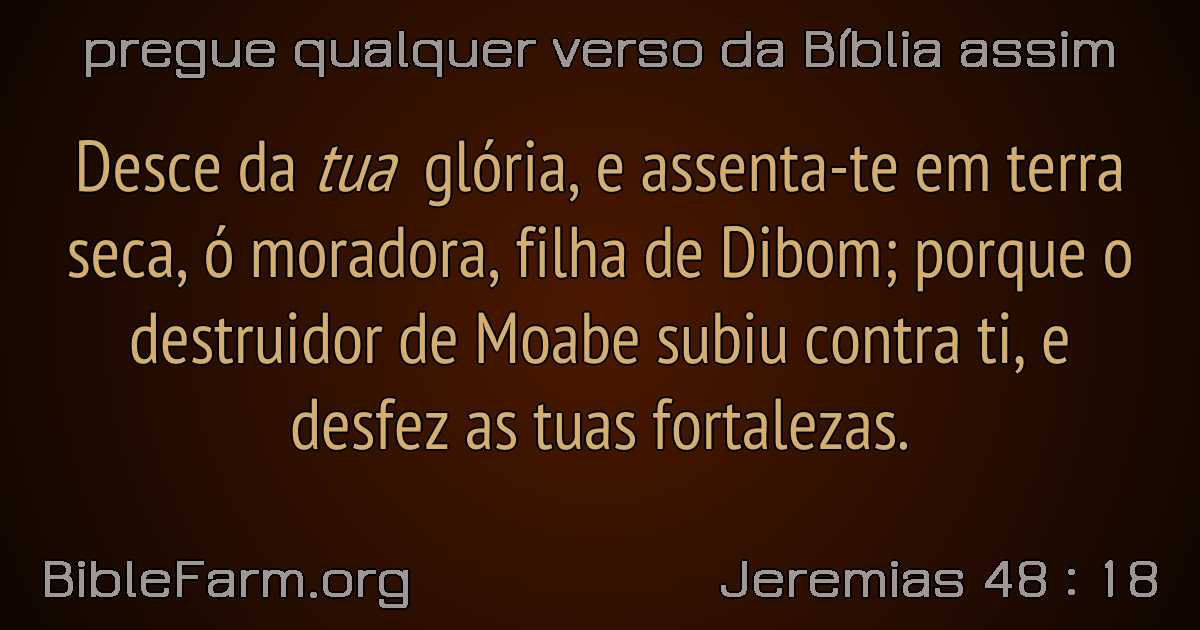 pregue qualquer verso da Bíblia assim
Desce da tua glória, e assenta-te em terra
seca, ó moradora, filha de Dibom; porque o
destruidor de Moabe subiu contra ti, e
desfez as tuas fortalezas.
BibleFarm.org
Jeremias 48 : 18